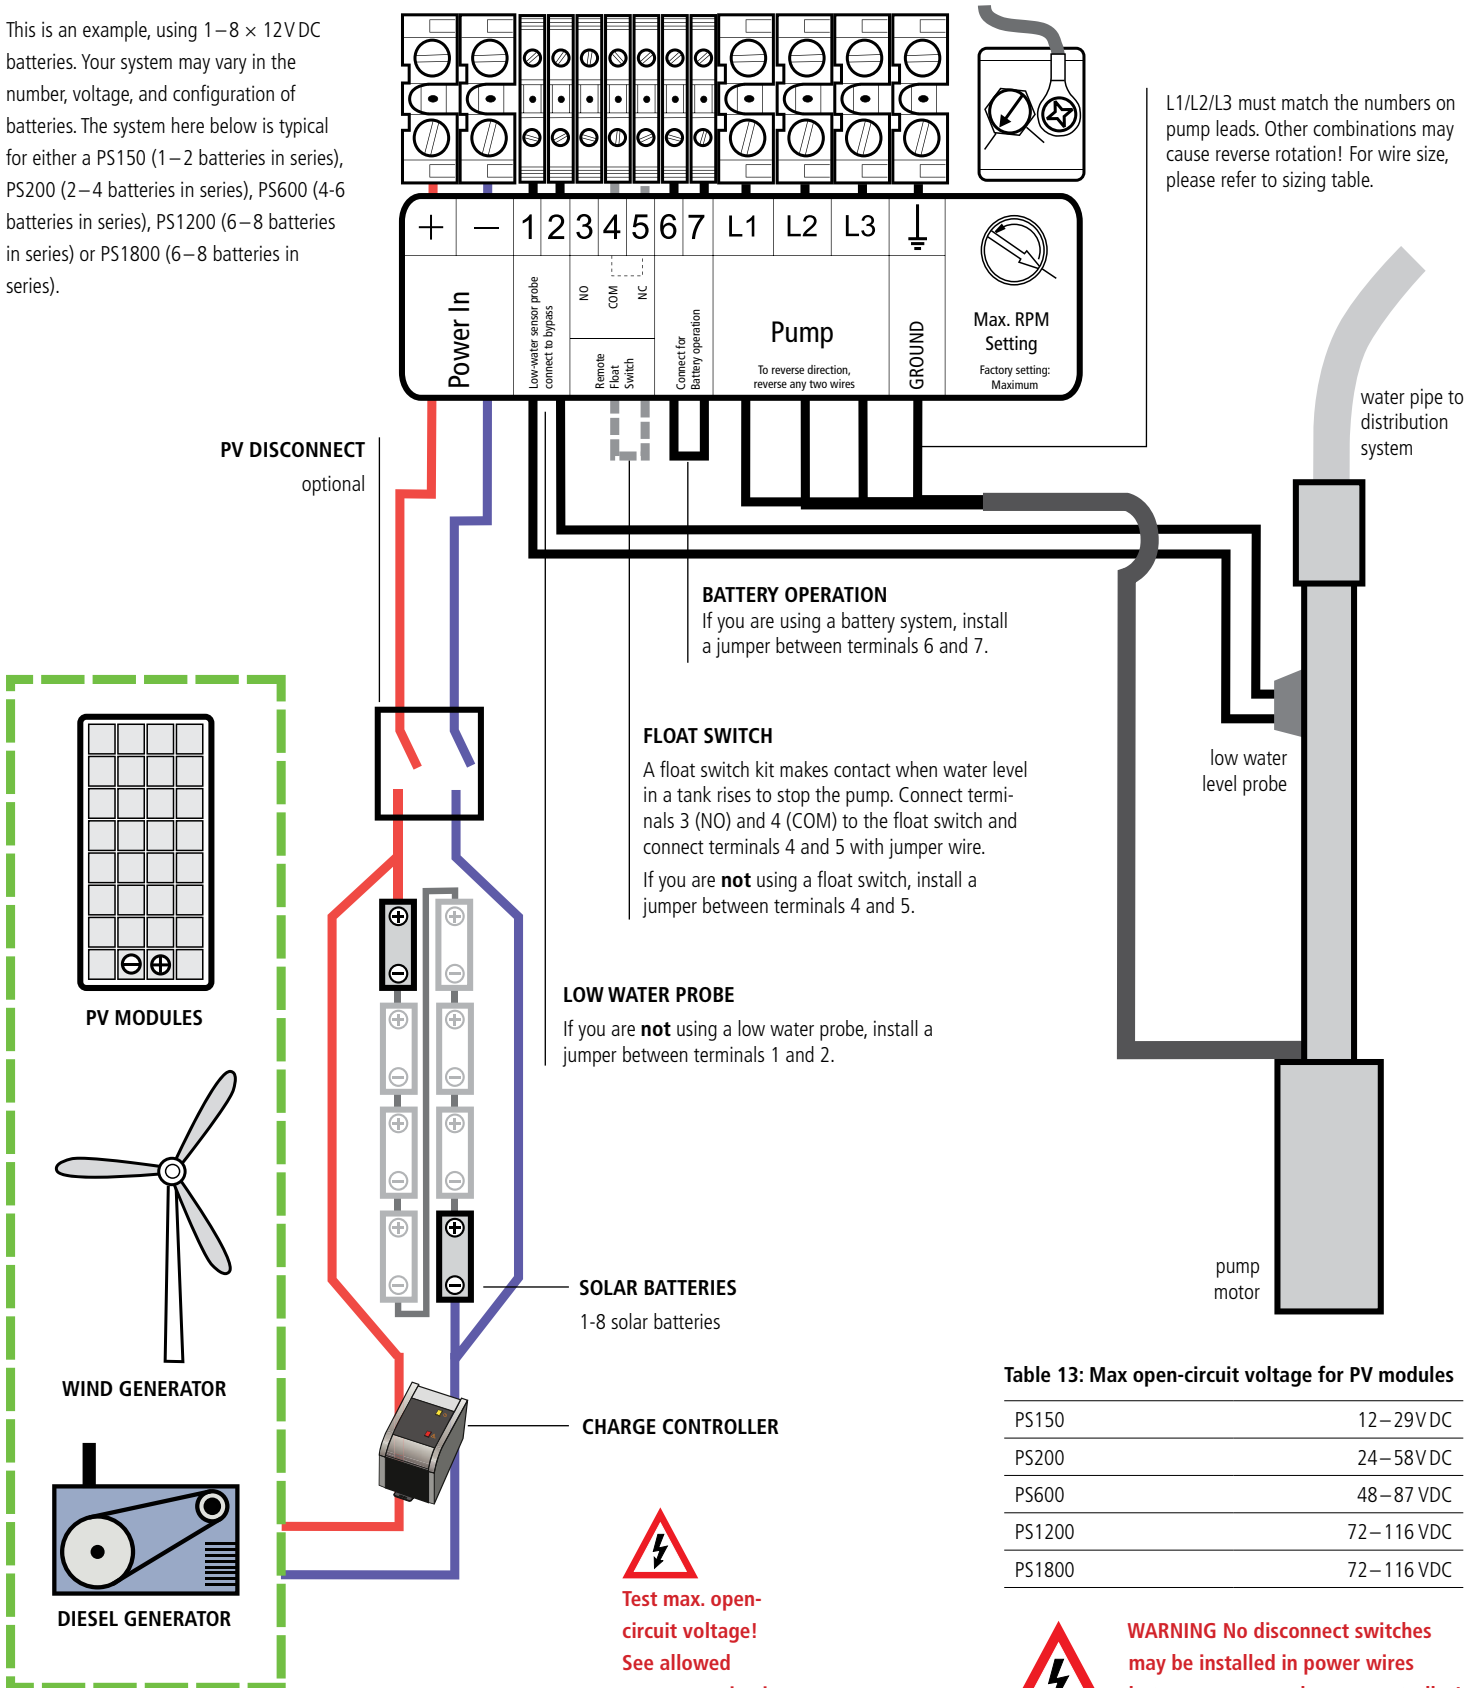 This is an example, using 1–8 × 12V DC
batteries. Your system may vary in the
number, voltage, and configuration of
batteries. The system here below is typical
for either a PS150 (1–2 batteries in series),
PS200 (2–4 batteries in series), PS600 (4-6
batteries in series), PS1200 (6–8 batteries
in series) or PS1800 (6–8 batteries in
series).
L1/L2/L3 must match the numbers on
pump leads. Other combinations may
cause reverse rotation! For wire size,
please refer to sizing table.
+ — 1 2 3 4 5 6 7 L1 L2 L3
Power In
Low-water sensor probe
connect to bypass
NO
COM
NC
Remote
Float
Switch
Connect for
Battery operation
Pump
To reverse direction,
reverse any two wires
GROUND
Max. RPM
Setting
Factory setting:
Maximum
water pipe to
distribution
system
PV DISCONNECT
optional
BATTERY OPERATION
If you are using a battery system, install
a jumper between terminals 6 and 7.
FLOAT SWITCH
A float switch kit makes contact when water level
in a tank rises to stop the pump. Connect termi-
nals 3 (NO) and 4 (COM) to the float switch and
connect terminals 4 and 5 with jumper wire.
If you are not using a float switch, install a
jumper between terminals 4 and 5.
low water
level probe
LOW WATER PROBE
If you are not using a low water probe, install a
jumper between terminals 1 and 2.
PV MODULES
WIND GENERATOR
DIESEL GENERATOR
SOLAR BATTERIES
1-8 solar batteries
CHARGE CONTROLLER
pump
motor
Table 13: Max open-circuit voltage for PV modules
PS150 12–29V DC
PS200 24–58V DC
PS600 48–87 VDC
PS1200 72–116 VDC
PS1800 72–116 VDC
Test max. open-
circuit voltage!
See allowed
WARNING No disconnect switches
may be installed in power wires